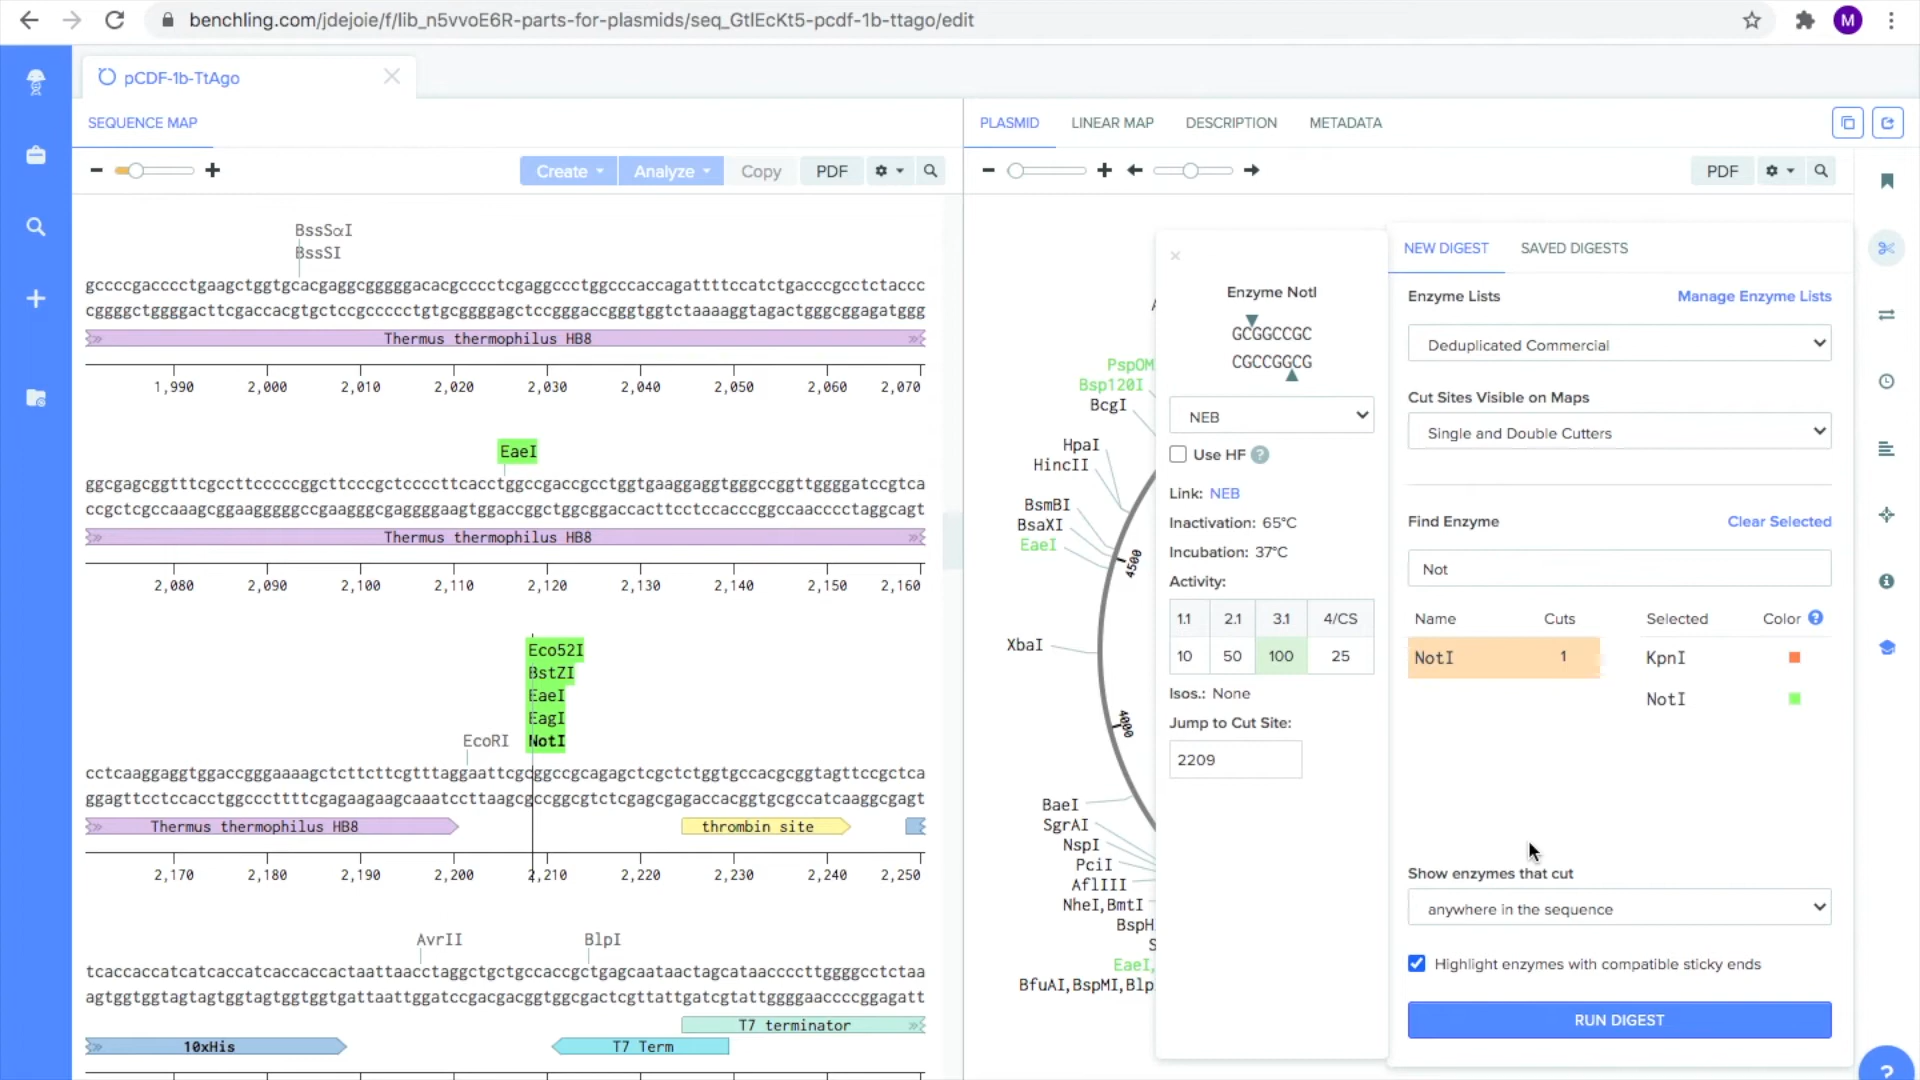 benchling.com/jdejoie/f/lib_n5vvoE6R-parts-for-plasmids/seq_GtlEcKt5-pcdf-1b-ttago/edit
M
pCDF-1b-TtAgo
SEQUENCE MAP
Create
Analyze
Copy
PDF
BssSαI
BssSI
gccccgacccctgaagctggtgcacgaggcgggggacacgcccctcgaggccctggcccaccagattttccatctgacccgcctctaccc
cggggctggggacttcgaccacgtgctccgccccctgtgcggggagctccgggaccgggtggtctaaaaggtagactgggcggagatggg
Thermus thermophilus HB8
1,990 2,000 2,010 2,020 2,030 2,040 2,050 2,060 2,070
EaeI
ggcgagcggtttcgccttcccccggcttcccgctccccttcacctggccgaccgcctggtgaaggaggtgggccggttggggatccgtca
ccgctcgccaaagcggaagggggccgaagggcgaggggaagtggaccggctggcggaccacttcctccacccggccaacccctaggcagt
Thermus thermophilus HB8
2,080 2,090 2,100 2,110 2,120 2,130 2,140 2,150 2,160
Eco52I
BstZI
EaeI
EagI
EcoRI NotI
cctcaaggaggtggaccgggaaaagctcttcttcgtttaggaattcgcggccgcagagctcgctctggtgccacgcggtagttccgctca
ggagttcctccacctggcccttttcgagaagaagcaaatccttaagcgccggcgtctcgagcgagaccacggtgcgccatcaaggcgagt
Thermus thermophilus HB8 thrombin site
2,170 2,180 2,190 2,200 2,210 2,220 2,230 2,240 2,250
AvrII BlpI
tcaccaccatcatcaccatcaccaccactaattaacctaggctgctgccaccgctgagcaataactagcataaccccttggggcctctaa
agtggtggtagtagtggtagtggtggtgattaattggatccgacgacggtggcgactcgttattgatcgtattggggaaccccggagatt
T7 terminator
10xHis T7 Term
PLASMID LINEAR MAP DESCRIPTION METADATA
PDF
PspOM
Bsp120I
BcgI
HpaI
HincII
BsmBI
BsaXI
EaeI
4500
XbaI
4000
BaeI
SgrAI
NspI
PciI
AflIII
NheI,BmtI
BspH
S
EaeI,
BfuAI,BspMI,Blp
Enzyme NotI
GCGGCCGC
CGCCGGCG
NEB
Use HF ?
Link: NEB
Inactivation: 65°C
Incubation: 37°C
Activity:
1.1 2.1 3.1 4/CS
10 50 100 25
Isos.: None
Jump to Cut Site:
2209
NEW DIGEST SAVED DIGESTS
Enzyme Lists Manage Enzyme Lists
Deduplicated Commercial
Cut Sites Visible on Maps
Single and Double Cutters
Find Enzyme Clear Selected
Not
Name Cuts Selected Color ?
NotI 1 KpnI
NotI
Show enzymes that cut
anywhere in the sequence
Highlight enzymes with compatible sticky ends
RUN DIGEST
?